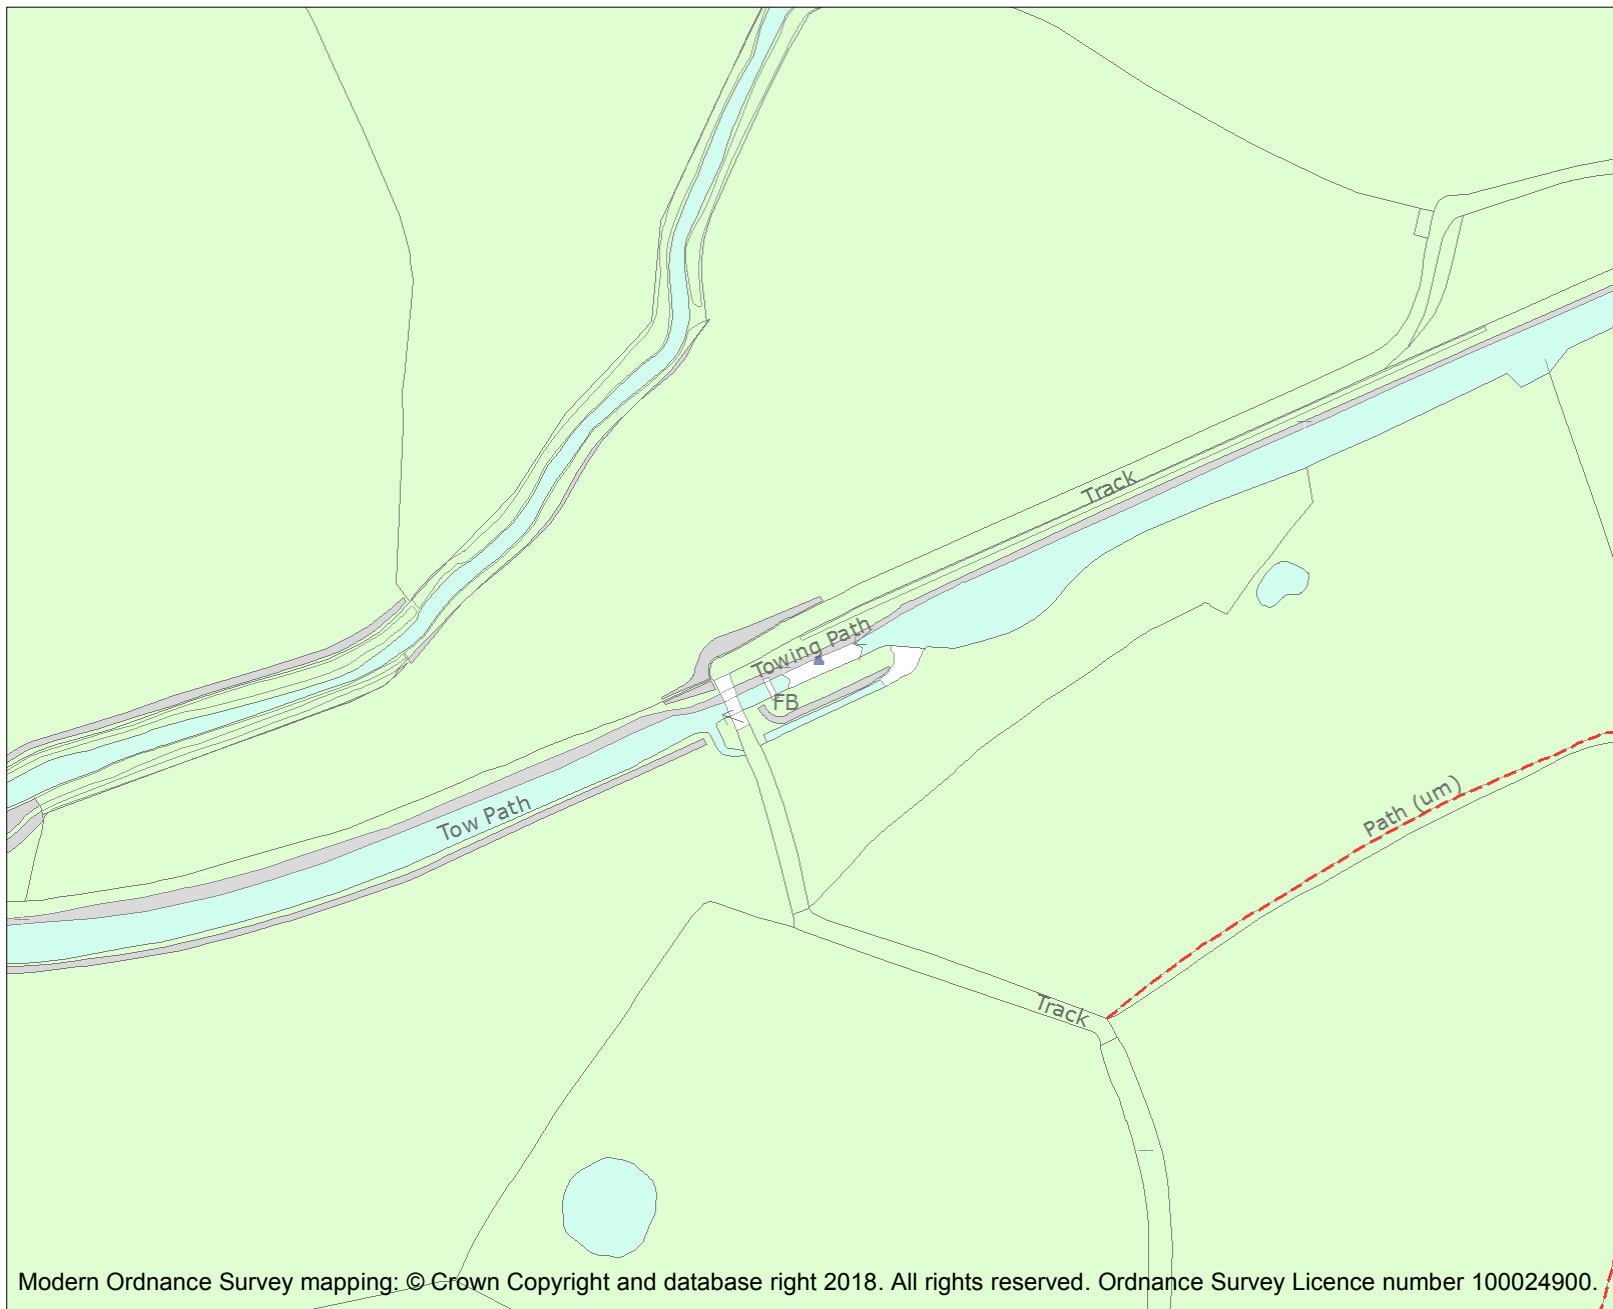 Track
Towing Path
FB
Path (um)
Tow Path
Track
Modern Ordnance Survey mapping: © Crown Copyright and database right 2018. All rights reserved. Ordnance Survey Licence number 100024900.